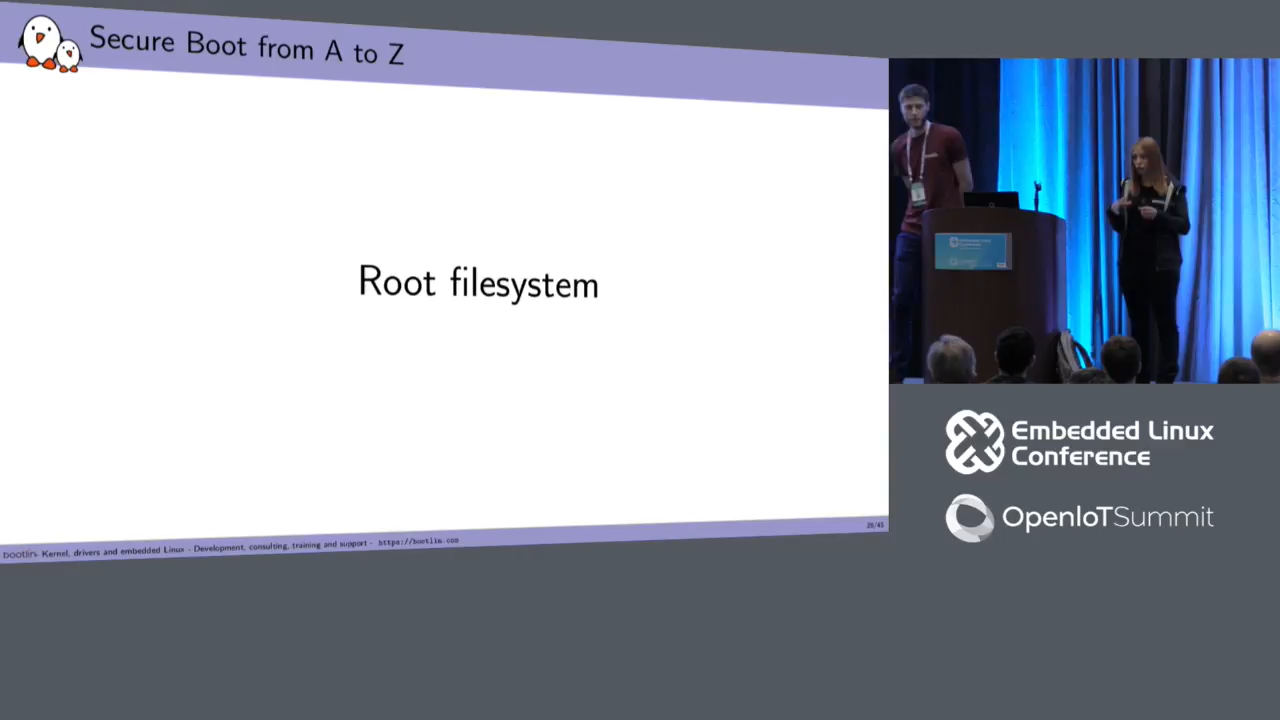 Secure Boot from A to Z
Root filesystem
bootlin - Kernel, drivers and embedded Linux - Development, consulting, training and support - https://bootlin.com
Embedded Linux
Conference
OpenIoTSummit